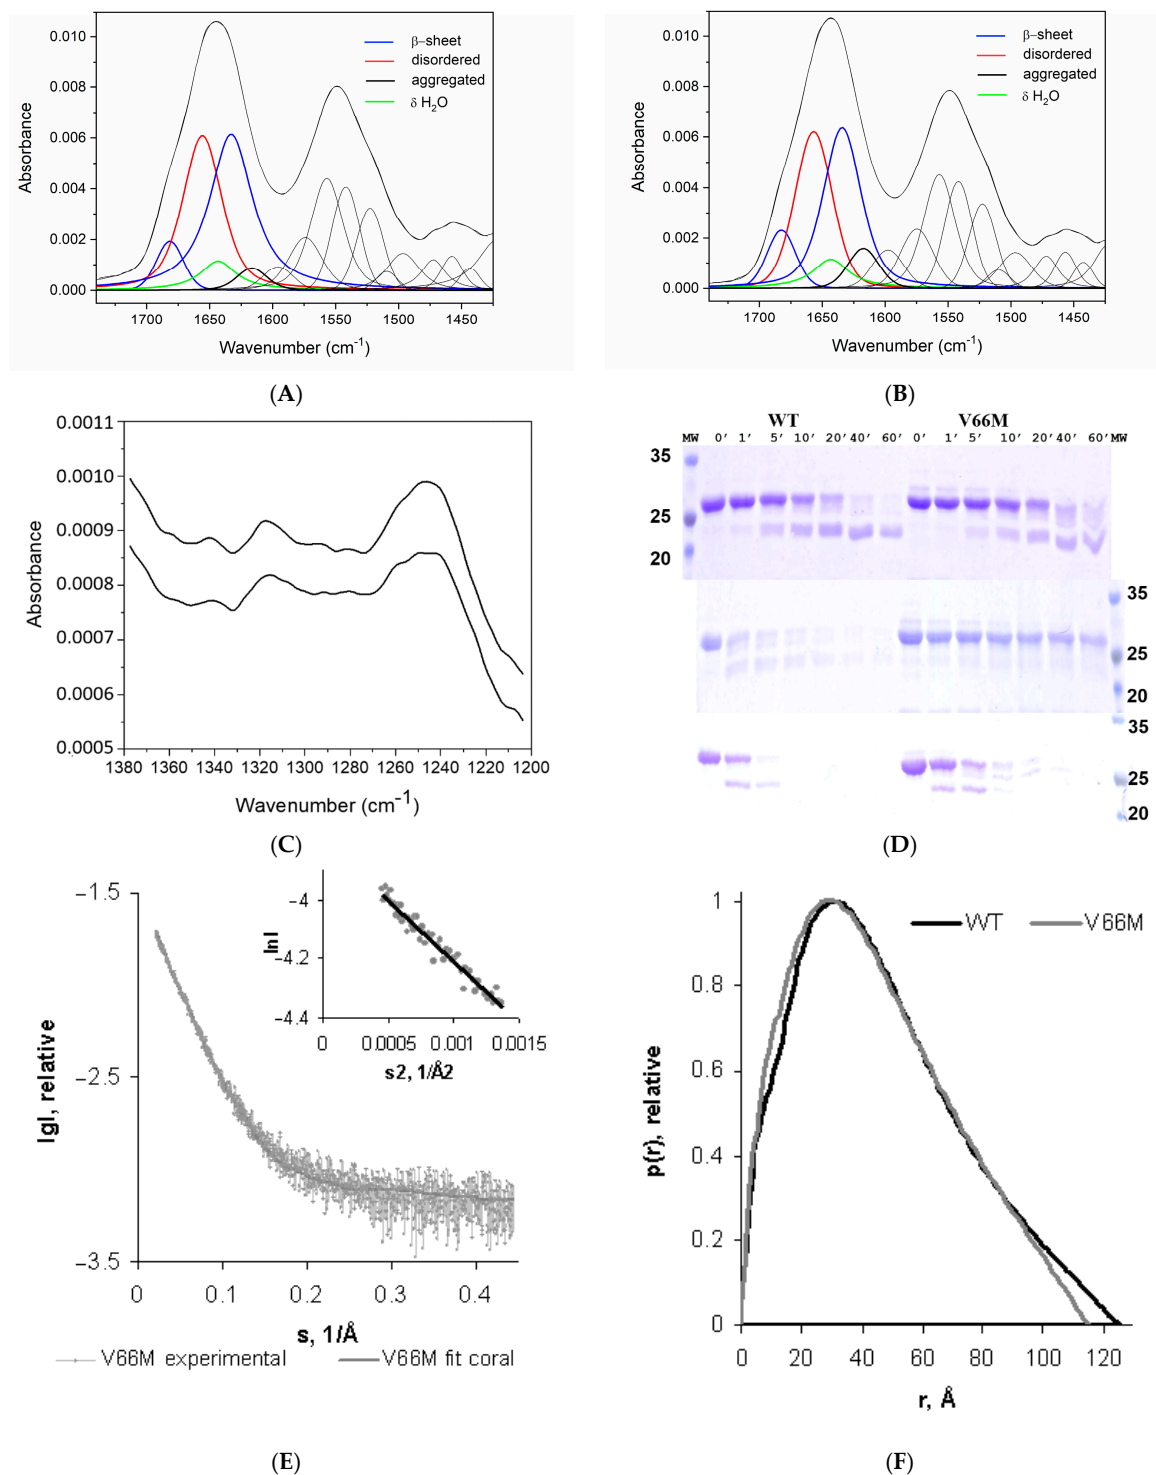 β–sheet
disordered
aggregated
δ H2O
0.010
0.008
0.006
0.004
0.002
0.000
Absorbance
1700 1650 1600 1550 1500 1450
Wavenumber (cm-1)
(A)
β–sheet
disordered
aggregated
δ H2O
0.010
0.008
0.006
0.004
0.002
0.000
Absorbance
1700 1650 1600 1550 1500 1450
Wavenumber (cm-1)
(B)
0.0011
0.0010
0.0009
0.0008
0.0007
0.0006
0.0005
Absorbance
1380 1360 1340 1320 1300 1280 1260 1240 1220 1200
Wavenumber (cm−1)
(C)
WT V66M
MW 0′ 1′ 5′ 10′ 20′ 40′ 60′ 0′ 1′ 5′ 10′ 20′ 40′ 60′ MW
35
25
20
35
25
20
35
25
20
(D)
−1.5
−2.5
−3.5
lgI, relative
0 0.1 0.2 0.3 0.4
s, 1/Å
V66M experimental V66M fit coral
−4
−4.2
−4.4
lnI
0 0.0005 0.001 0.0015
s2, 1/Å2
(E)
WT V66M
1
0.8
0.6
0.4
0.2
0
p(r), relative
0 20 40 60 80 100 120
r, Å
(F)